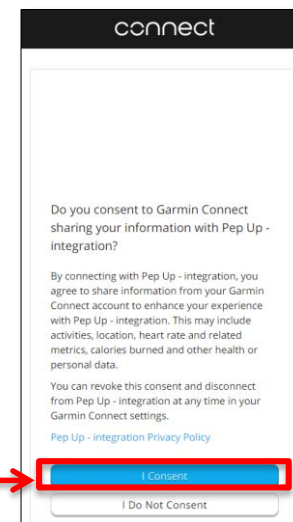 connect
Do you consent to Garmin Connect
sharing your information with Pep Up -
integration?
By connecting with Pep Up - integration, you
agree to share information from your Garmin
Connect account to enhance your experience
with Pep Up - integration. This may include
activities, location, heart rate and related
metrics, calories burned and other health or
personal data.
You can revoke this consent and disconnect
from Pep Up - integration at any time in your
Garmin Connect settings.
Pep Up - integration Privacy Policy
I Consent
I Do Not Consent